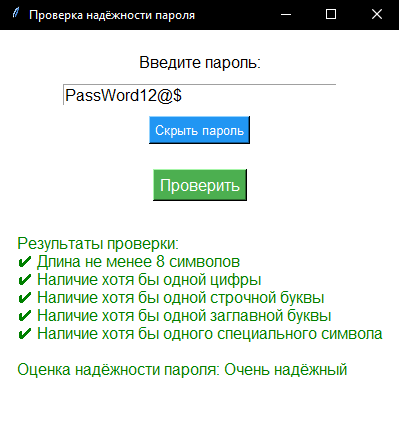 Проверка надёжности пароля
Введите пароль:
PassWord12@$
Скрыть пароль
Проверить
Результаты проверки:
✔ Длина не менее 8 символов
✔ Наличие хотя бы одной цифры
✔ Наличие хотя бы одной строчной буквы
✔ Наличие хотя бы одной заглавной буквы
✔ Наличие хотя бы одного специального символа
Оценка надёжности пароля: Очень надёжный